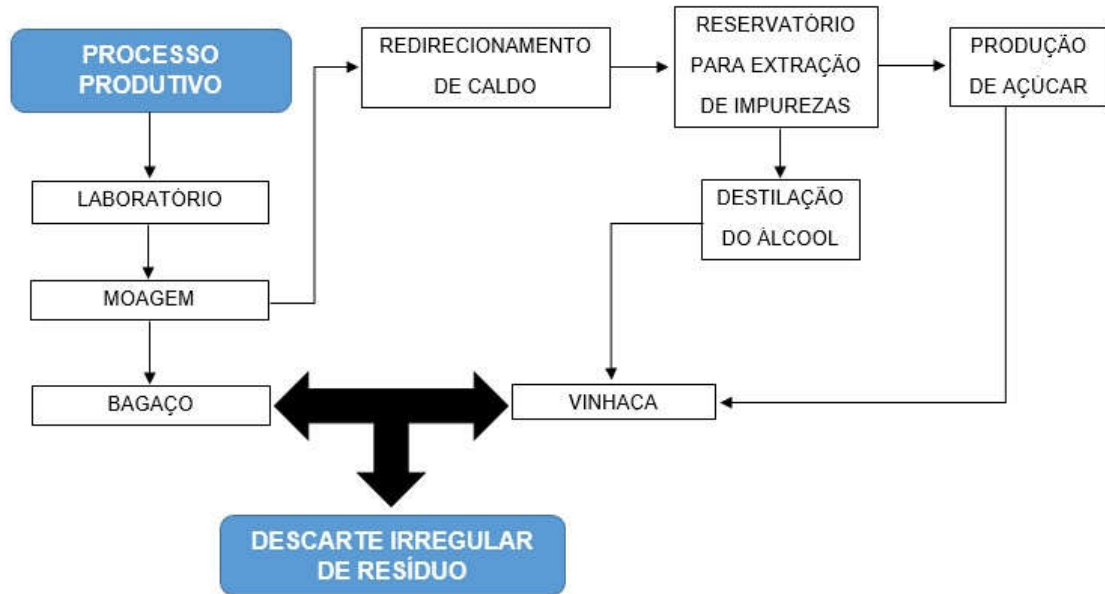 PROCESSO
PRODUTIVO
REDIRECIONAMENTO
DE CALDO
RESERVATÓRIO
PARA EXTRAÇÃO
DE IMPUREZAS
PRODUÇÃO
DE AÇÚCAR
LABORATÓRIO
DESTILAÇÃO
DO ÁLCOOL
MOAGEM
BAGAÇO
VINHACA
DESCARTE IRREGULAR
DE RESÍDUO